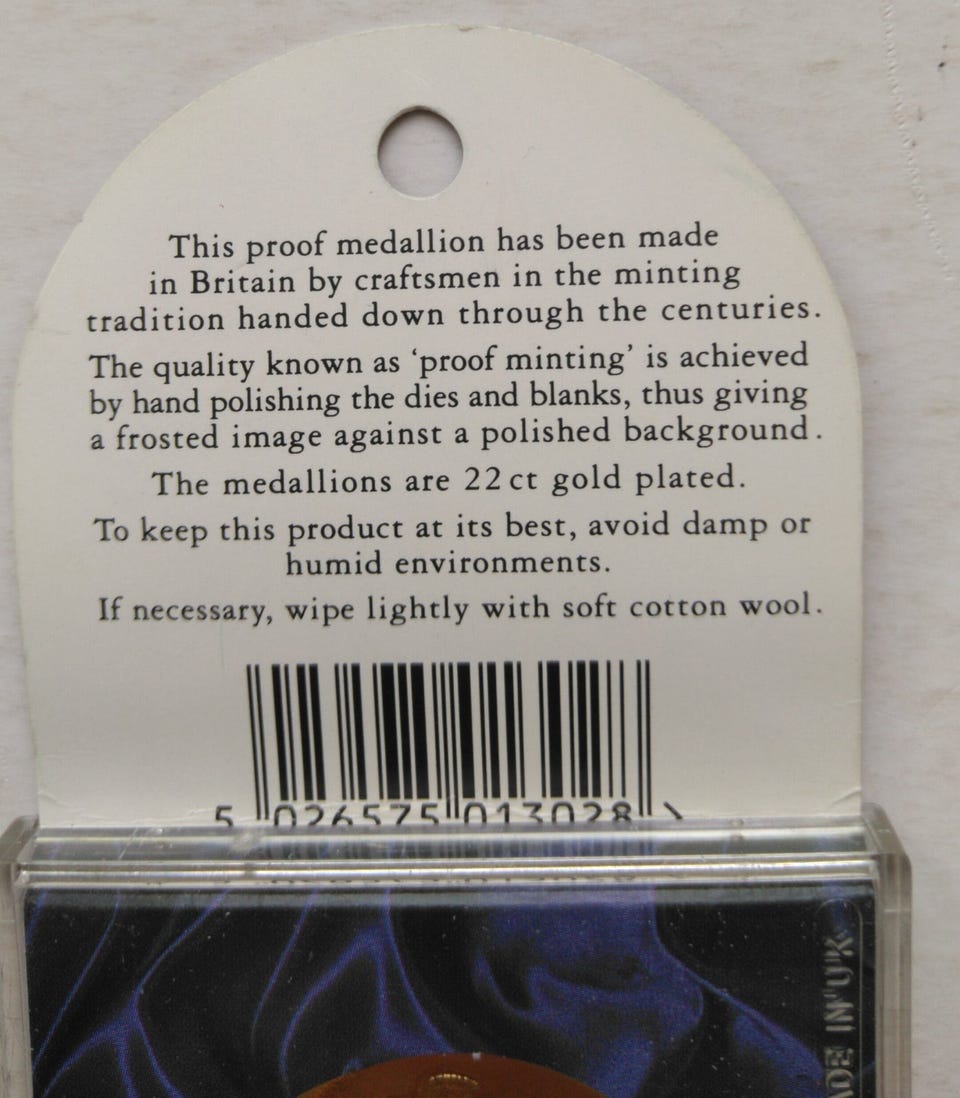 This proof medallion has been made
in Britain by craftsmen in the minting
tradition handed down through the centuries.
The quality known as ‘proof minting’ is achieved
by hand polishing the dies and blanks, thus giving
a frosted image against a polished background.
The medallions are 22 ct gold plated.
To keep this product at its best, avoid damp or
humid environments.
If necessary, wipe lightly with soft cotton wool.
5 026575 013028 >
ADE IN UK